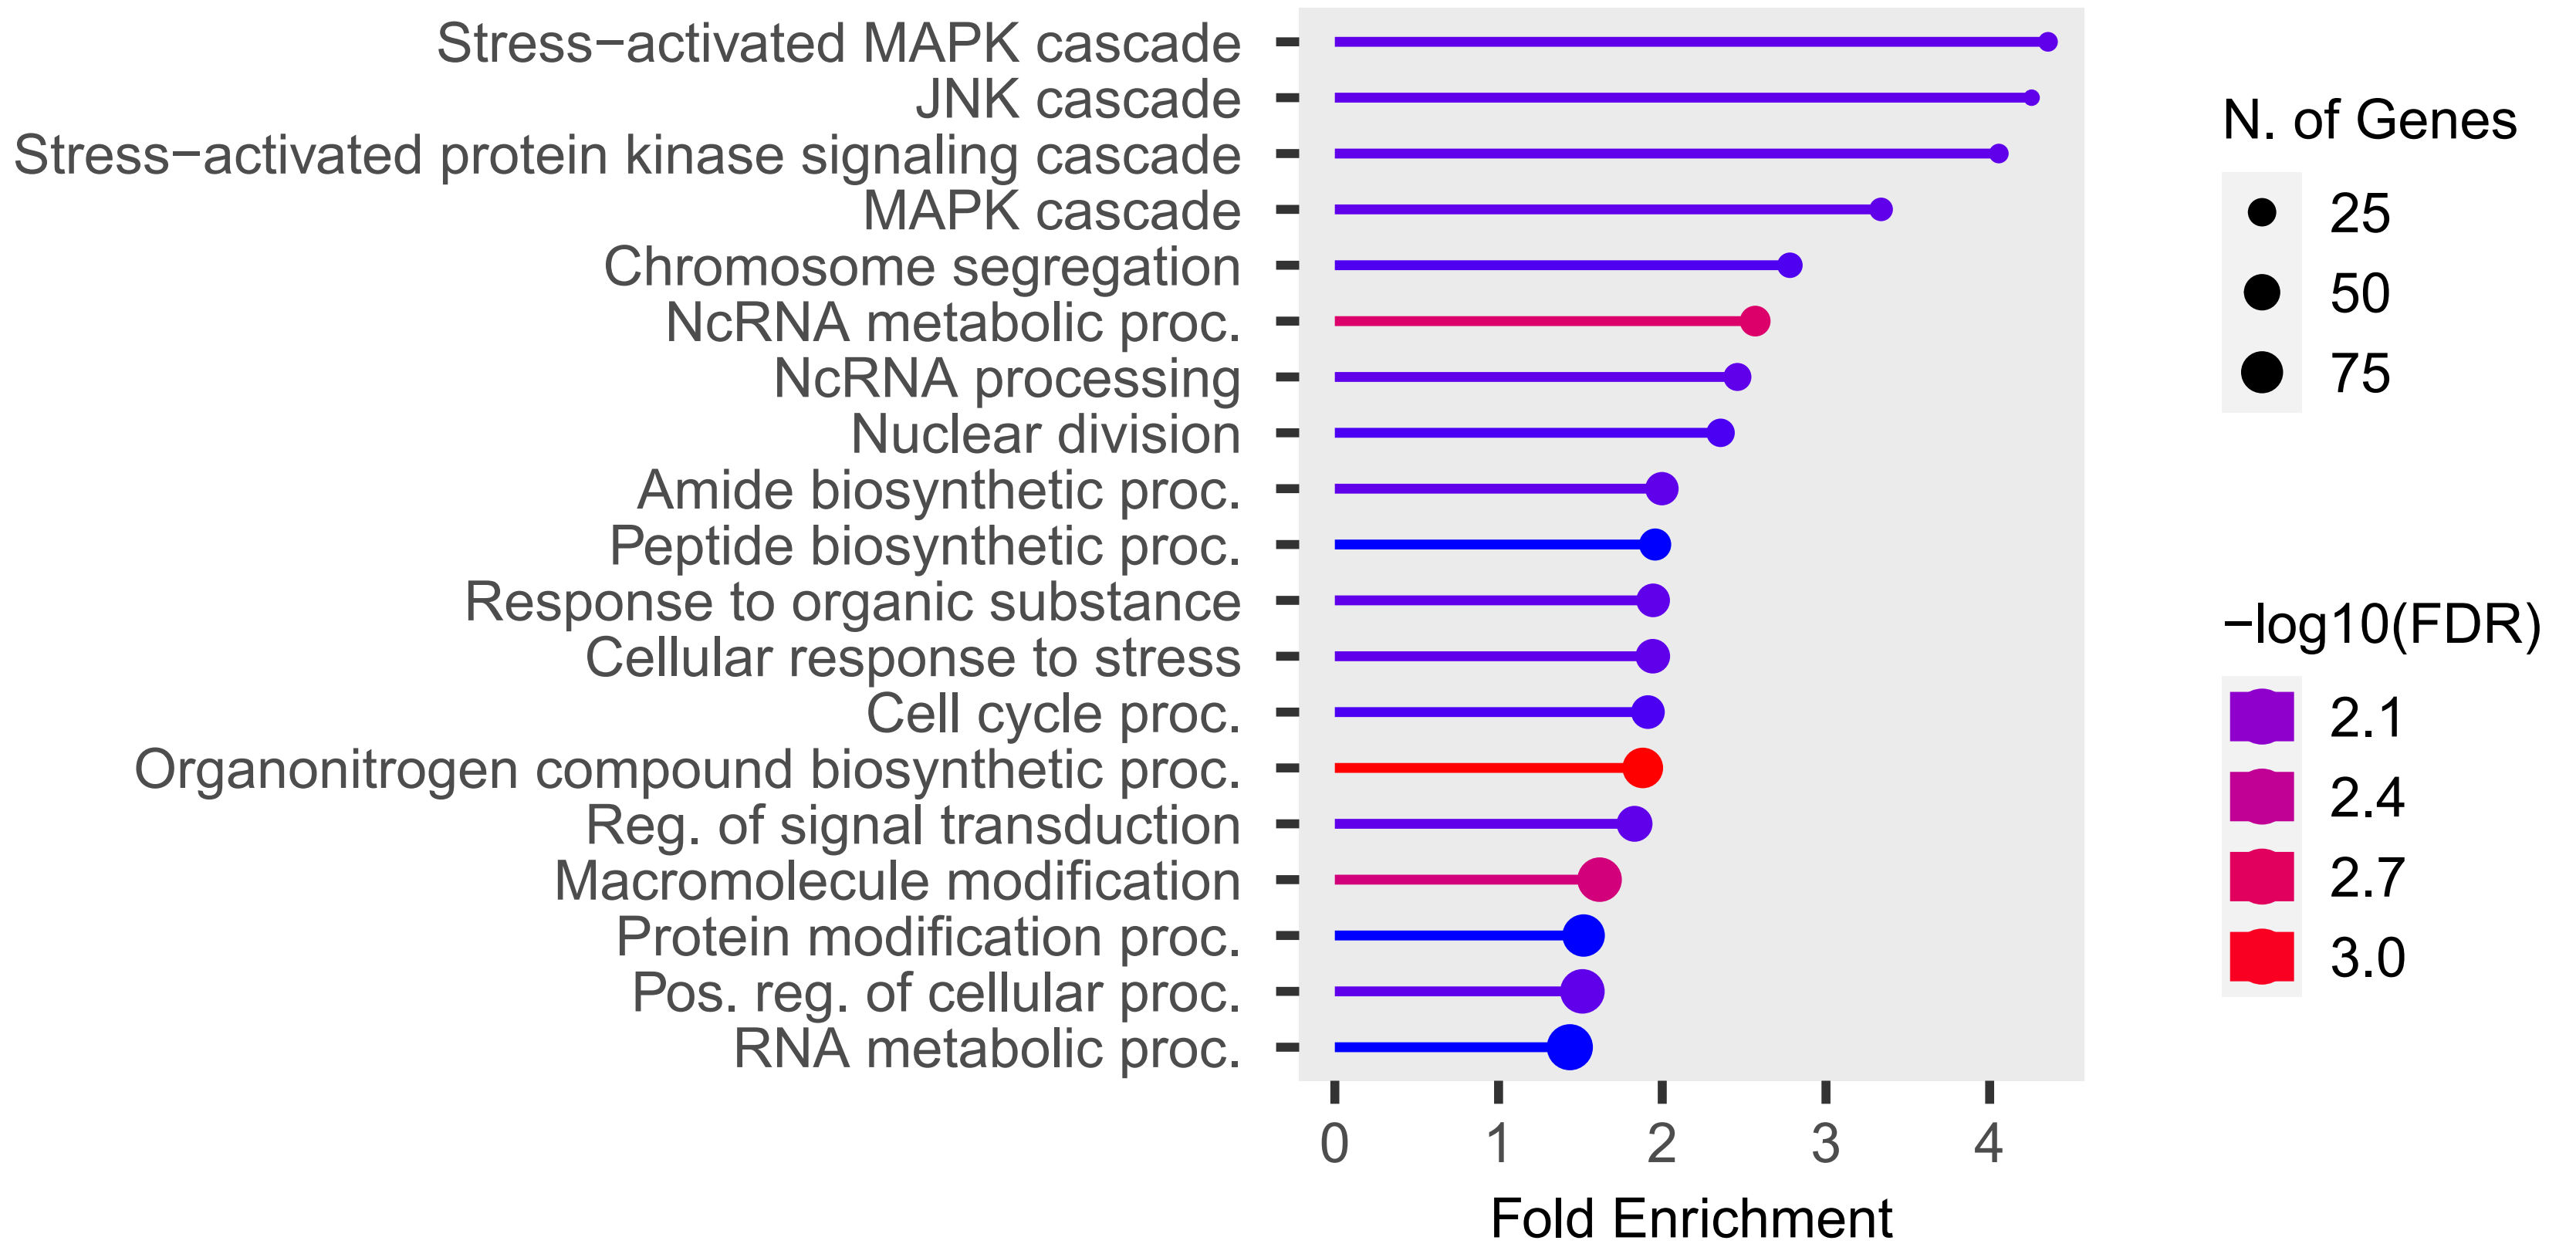 Stress−activated MAPK cascade
JNK cascade
Stress−activated protein kinase signaling cascade
MAPK cascade
Chromosome segregation
NcRNA metabolic proc.
NcRNA processing
Nuclear division
Amide biosynthetic proc.
Peptide biosynthetic proc.
Response to organic substance
Cellular response to stress
Cell cycle proc.
Organonitrogen compound biosynthetic proc.
Reg. of signal transduction
Macromolecule modification
Protein modification proc.
Pos. reg. of cellular proc.
RNA metabolic proc.
0 1 2 3 4
Fold Enrichment
N. of Genes
25
50
75
−log10(FDR)
2.1
2.4
2.7
3.0